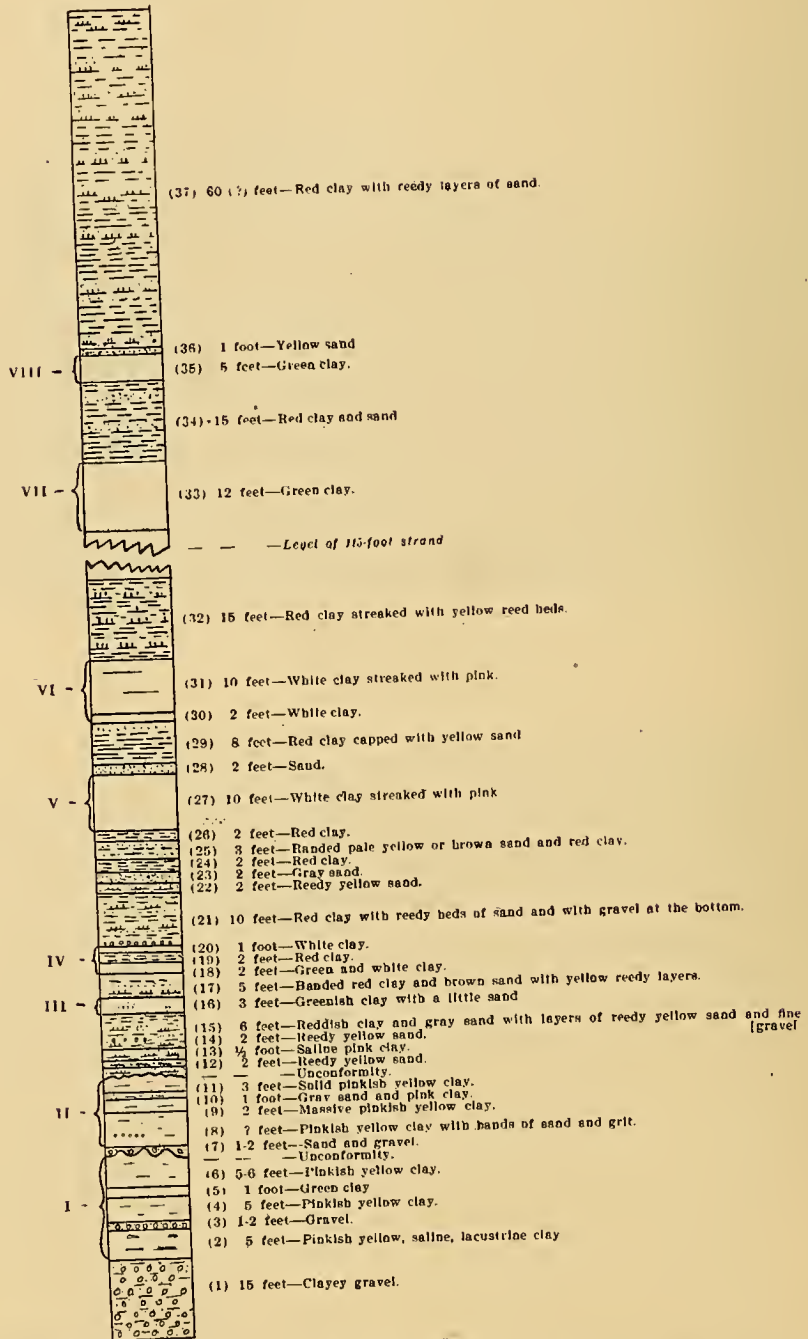 (37) 60 (?) feet—Red clay with reedy layers of sand.
(36) 1 foot—Yellow sand
VIII
(35) 5 feet—Green clay.
(34) 15 feet—Red clay and sand
VII
(33) 12 feet—Green clay.
— — —Level of 115-foot strand
(32) 15 feet—Red clay streaked with yellow reed beds.
VI
(31) 10 feet—White clay streaked with pink.
(30) 2 feet—White clay.
(29) 8 feet—Red clay capped with yellow sand
(28) 2 feet—Sand.
V
(27) 10 feet—White clay streaked with pink
(26) 2 feet—Red clay.
(25) 3 feet—Banded pale yellow or brown sand and red clay.
(24) 2 feet—Red clay.
(23) 2 feet—Gray sand.
(22) 2 feet—Reedy yellow sand.
(21) 10 feet—Red clay with reedy beds of sand and with gravel at the bottom.
(20) 1 foot—White clay.
IV
(19) 2 feet—Red clay.
(18) 2 feet—Green and white clay.
(17) 5 feet—Banded red clay and brown sand with yellow reedy layers.
III
(16) 3 feet—Greenish clay with a little sand
(15) 6 feet—Reddish clay and gray sand with layers of reedy yellow sand and fine
[gravel
(14) 2 feet—Reedy yellow sand.
(13) ½ foot—Saline pink clay.
(12) 2 feet—Reedy yellow sand.
— — —Unconformity.
(11) 3 feet—Solid pinkish yellow clay.
(10) 1 foot—Gray sand and pink clay.
II
(9) 2 feet—Massive pinkish yellow clay.
(8) ? feet—Pinkish yellow clay with bands of sand and grit.
(7) 1-2 feet—Sand and gravel.
— — —Unconformity.
(6) 5-6 feet—Pinkish yellow clay.
(5) 1 foot—Green clay
I
(4) 5 feet—Pinkish yellow clay.
(3) 1-2 feet—Gravel.
(2) 5 feet—Pinkish yellow, saline, lacustrine clay
(1) 15 feet—Clayey gravel.